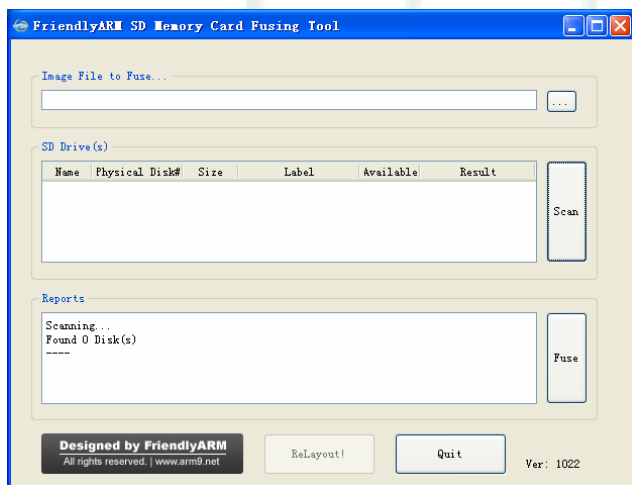 FriendlyARM SD Memory Card Fusing Tool
Image File to Fuse...
...
SD Drive(s)
Name Physical Disk# Size Label Available Result
Scan
Reports
Scanning...
Found 0 Disk(s)
----
Fuse
Designed by FriendlyARM
All rights reserved. | www.arm9.net
ReLayout!
Quit
Ver: 1022